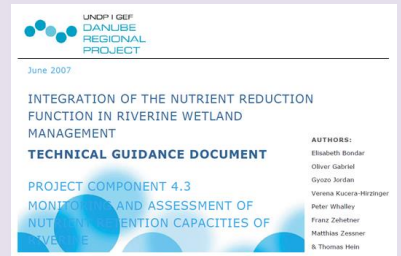 UNDP I GEF
DANUBE
REGIONAL
PROJECT
June 2007
INTEGRATION OF THE NUTRIENT REDUCTION
FUNCTION IN RIVERINE WETLAND
MANAGEMENT
TECHNICAL GUIDANCE DOCUMENT
PROJECT COMPONENT 4.3
MONITORING AND ASSESSMENT OF
NUTRIENT RETENTION CAPACITIES OF
RIVERINE
AUTHORS:
Elisabeth Bondar
Oliver Gabriel
Gyozo Jordan
Verena Kucera-Hirzinger
Peter Whalley
Franz Zehetner
Matthias Zessner
& Thomas Hein